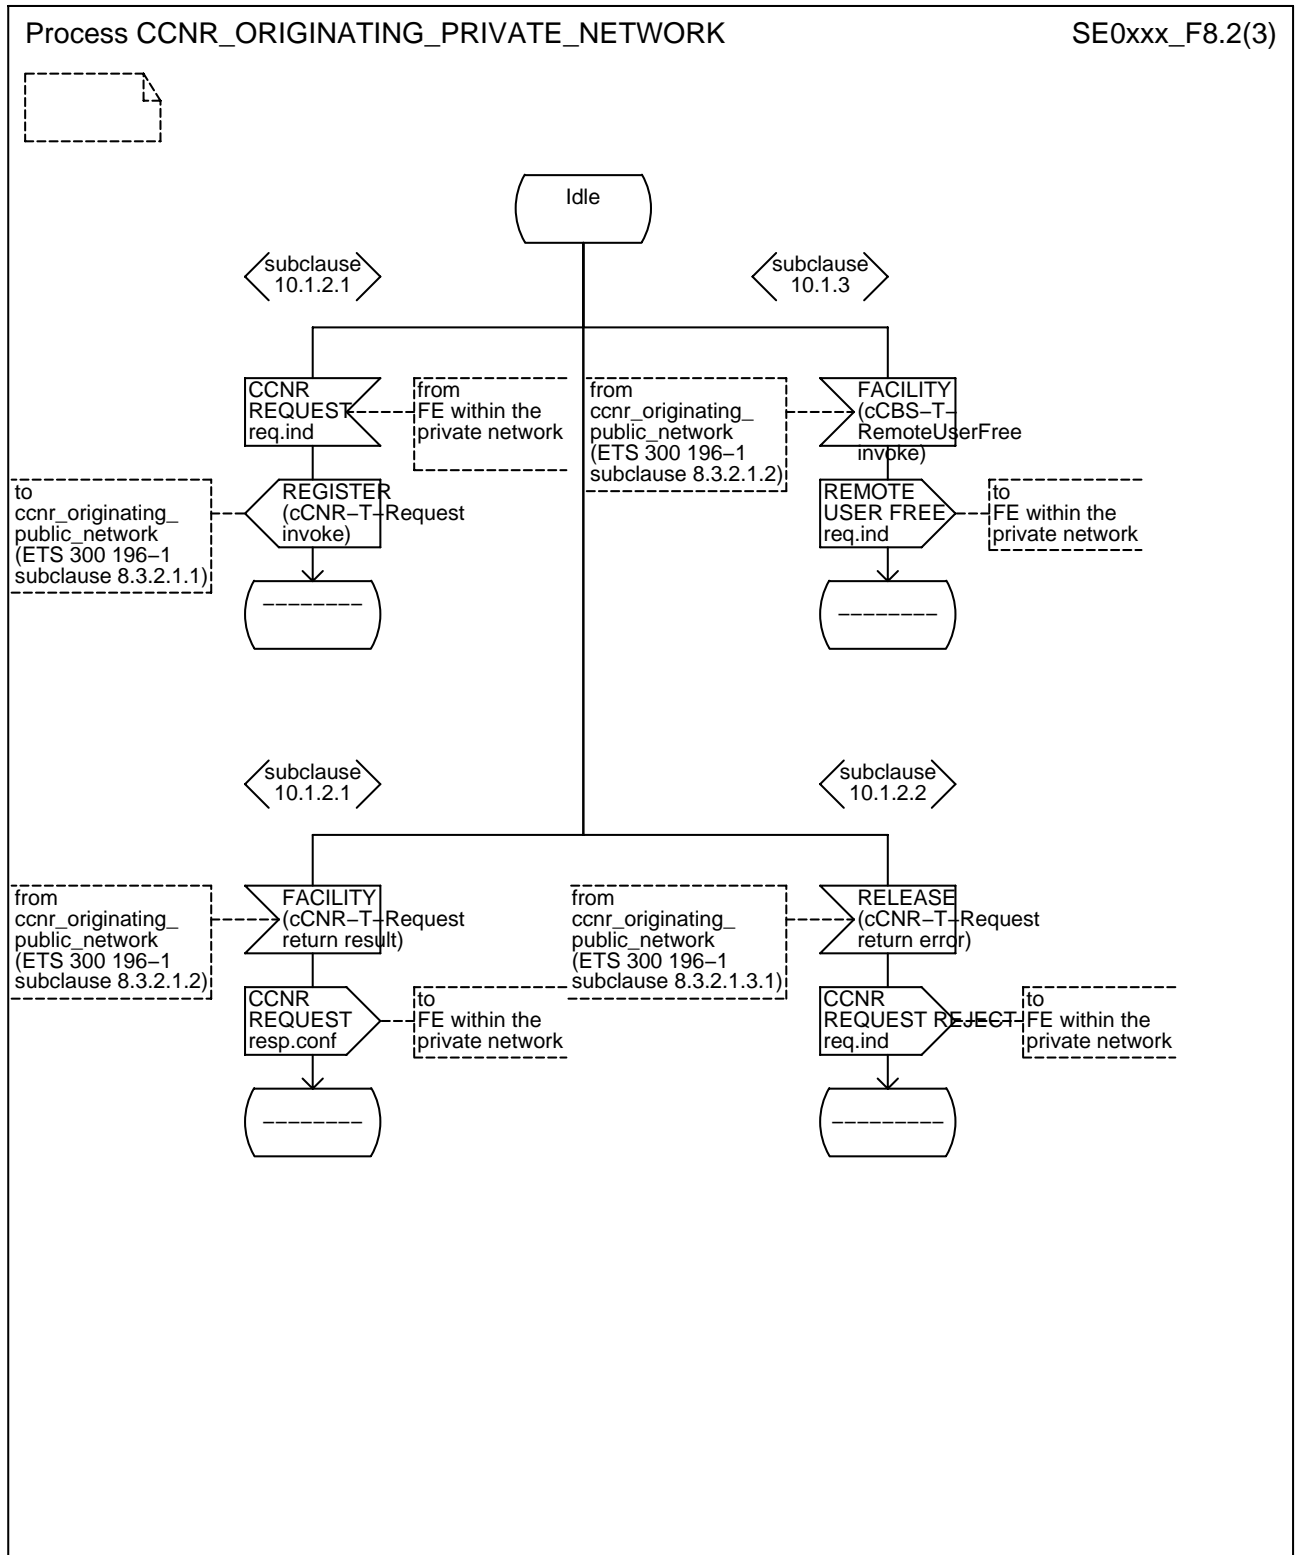 Process CCNR_ORIGINATING_PRIVATE_NETWORK
SE0xxx_F8.2(3)
Idle
subclause
10.1.2.1
subclause
10.1.3
CCNR
REQUEST
req.ind
from
FE within the
private network
from
ccnr_originating_
public_network
(ETS 300 196−1
subclause 8.3.2.1.2)
FACILITY
(cCBS−T−
RemoteUserFree
invoke)
to
ccnr_originating_
public_network
(ETS 300 196−1
subclause 8.3.2.1.1)
REGISTER
(cCNR−T−Request
invoke)
REMOTE
USER FREE
req.ind
to
FE within the
private network
−−−−−−−−
−−−−−−−−
subclause
10.1.2.1
subclause
10.1.2.2
from
ccnr_originating_
public_network
(ETS 300 196−1
subclause 8.3.2.1.2)
FACILITY
(cCNR−T−Request
return result)
from
ccnr_originating_
public_network
(ETS 300 196−1
subclause 8.3.2.1.3.1)
RELEASE
(cCNR−T−Request
return error)
CCNR
REQUEST
resp.conf
to
FE within the
private network
CCNR
REQUEST REJECT
req.ind
to
FE within the
private network
−−−−−−−−
−−−−−−−−−